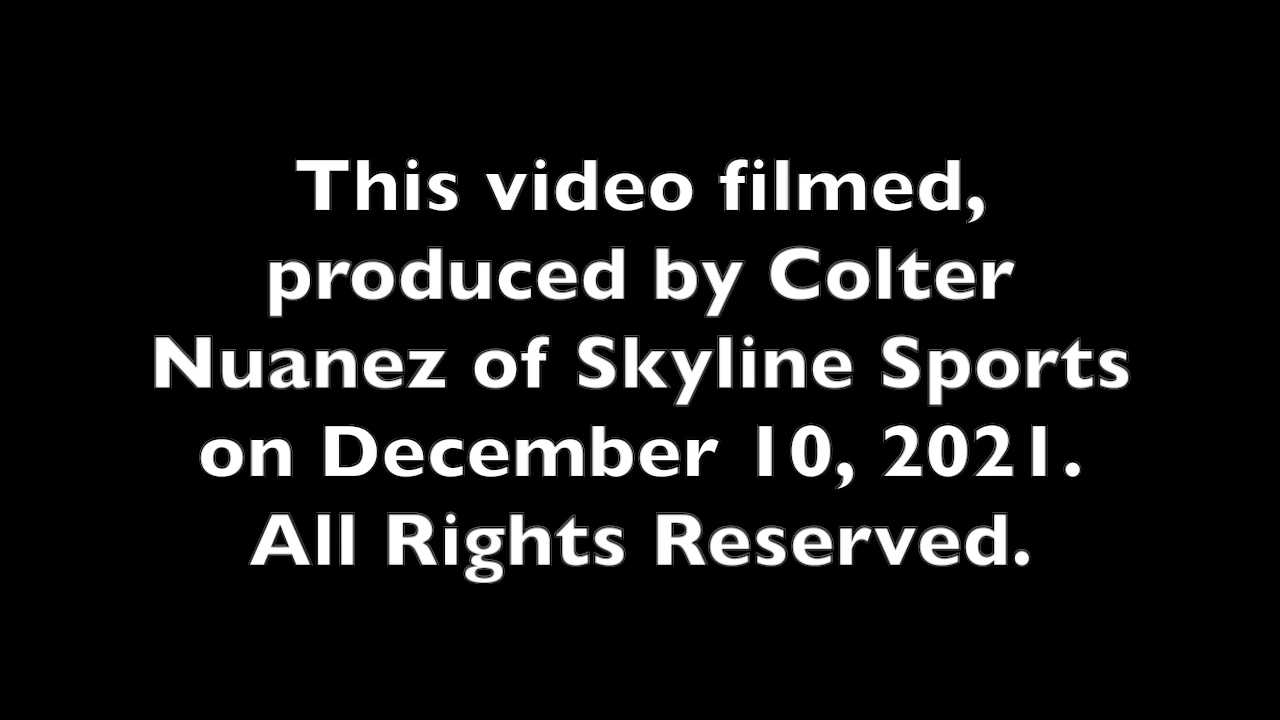 This video filmed,
produced by Colter
Nuanez of Skyline Sports
on December 10, 2021.
All Rights Reserved.